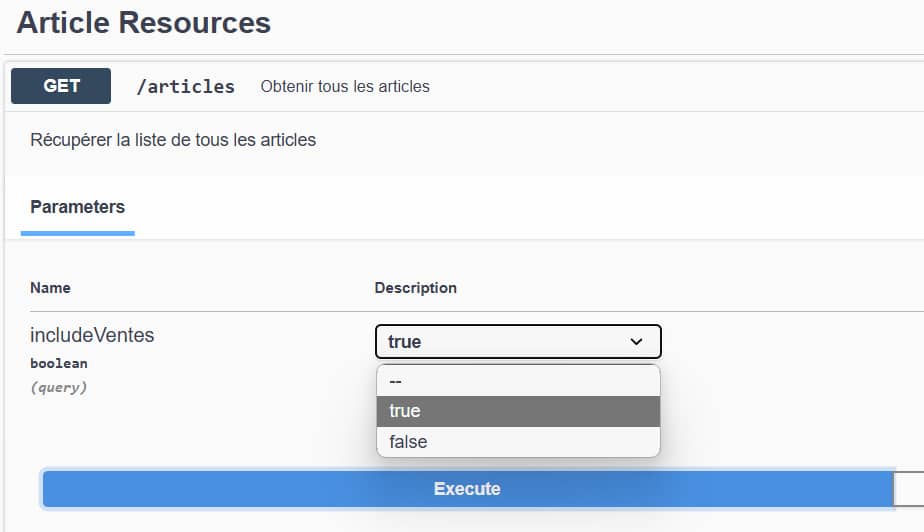 Article Resources
GET /articles Obtenir tous les articles
Récupérer la liste de tous les articles
Parameters
Name Description
includeVentes true
boolean
(query)
--
true
false
Execute